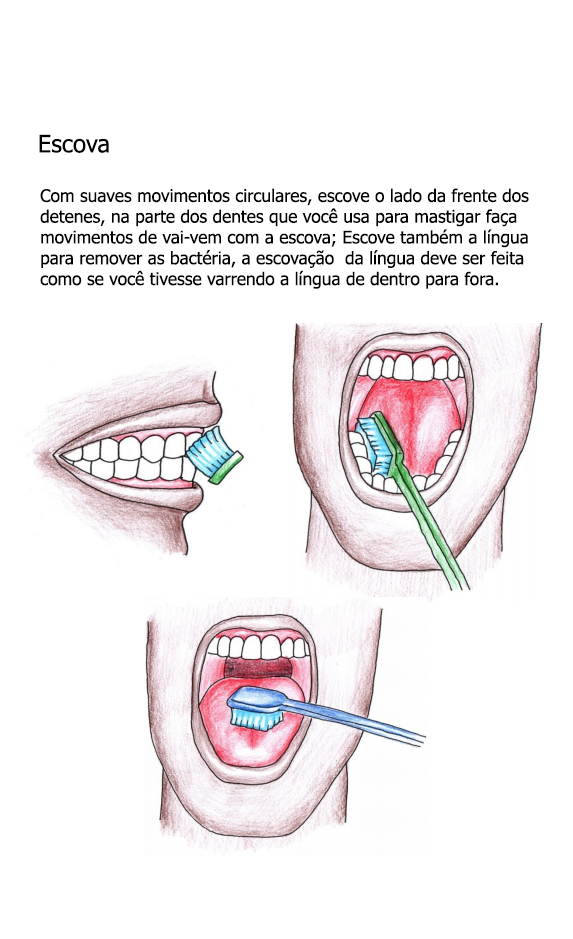 Escova
Com suaves movimentos circulares, escove o lado da frente dos
detenes, na parte dos dentes que você usa para mastigar faça
movimentos de vai-vem com a escova; Escove também a língua
para remover as bactéria, a escovação  da língua deve ser feita
como se você tivesse varrendo a língua de dentro para fora.